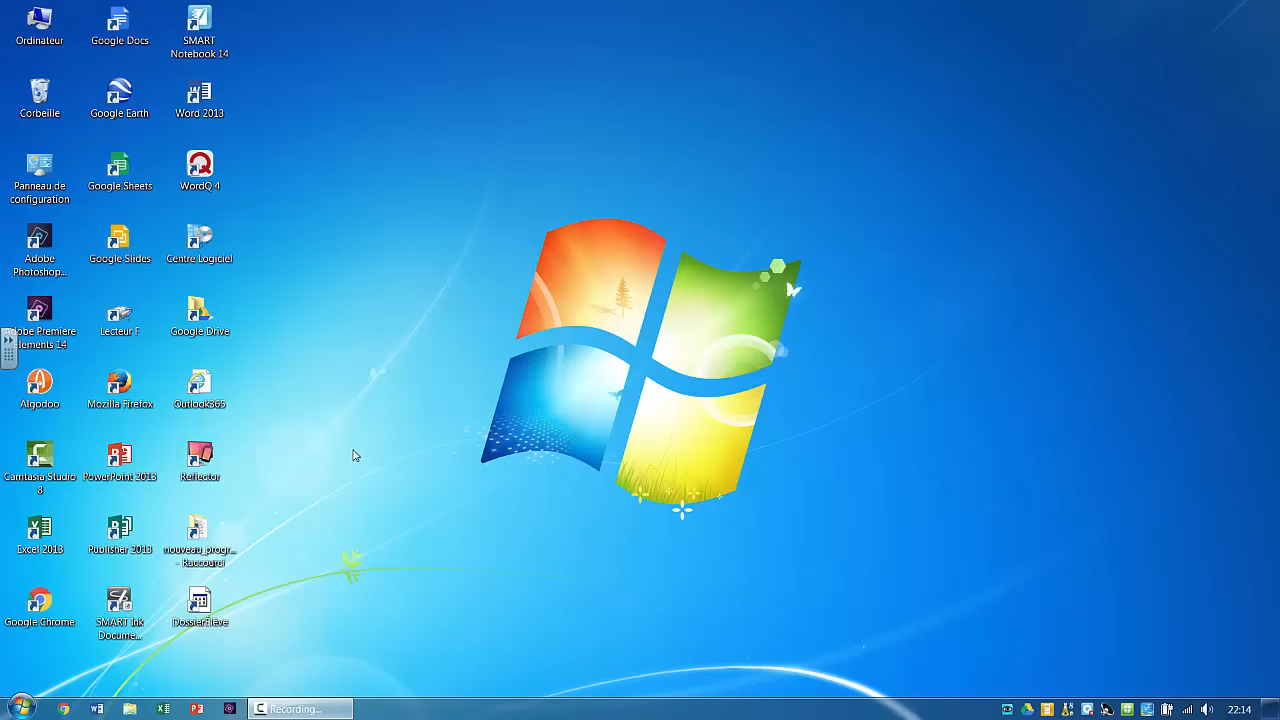 Ordinateur
Google Docs
SMART
Notebook 14
Corbeille
Google Earth
Word 2013
Panneau de
configuration
Google Sheets
WordQ 4
Adobe
Photoshop...
Google Slides
Centre Logiciel
Adobe Premiere
Elements 14
Lecteur F
Google Drive
Algodoo
Mozilla Firefox
Outlook365
Camtasia Studio
8
PowerPoint 2013
Reflector
Excel 2013
Publisher 2013
nouveau_progr...
- Raccourci
Google Chrome
SMART Ink
Docume...
DossierEleve
Recording...
22:14